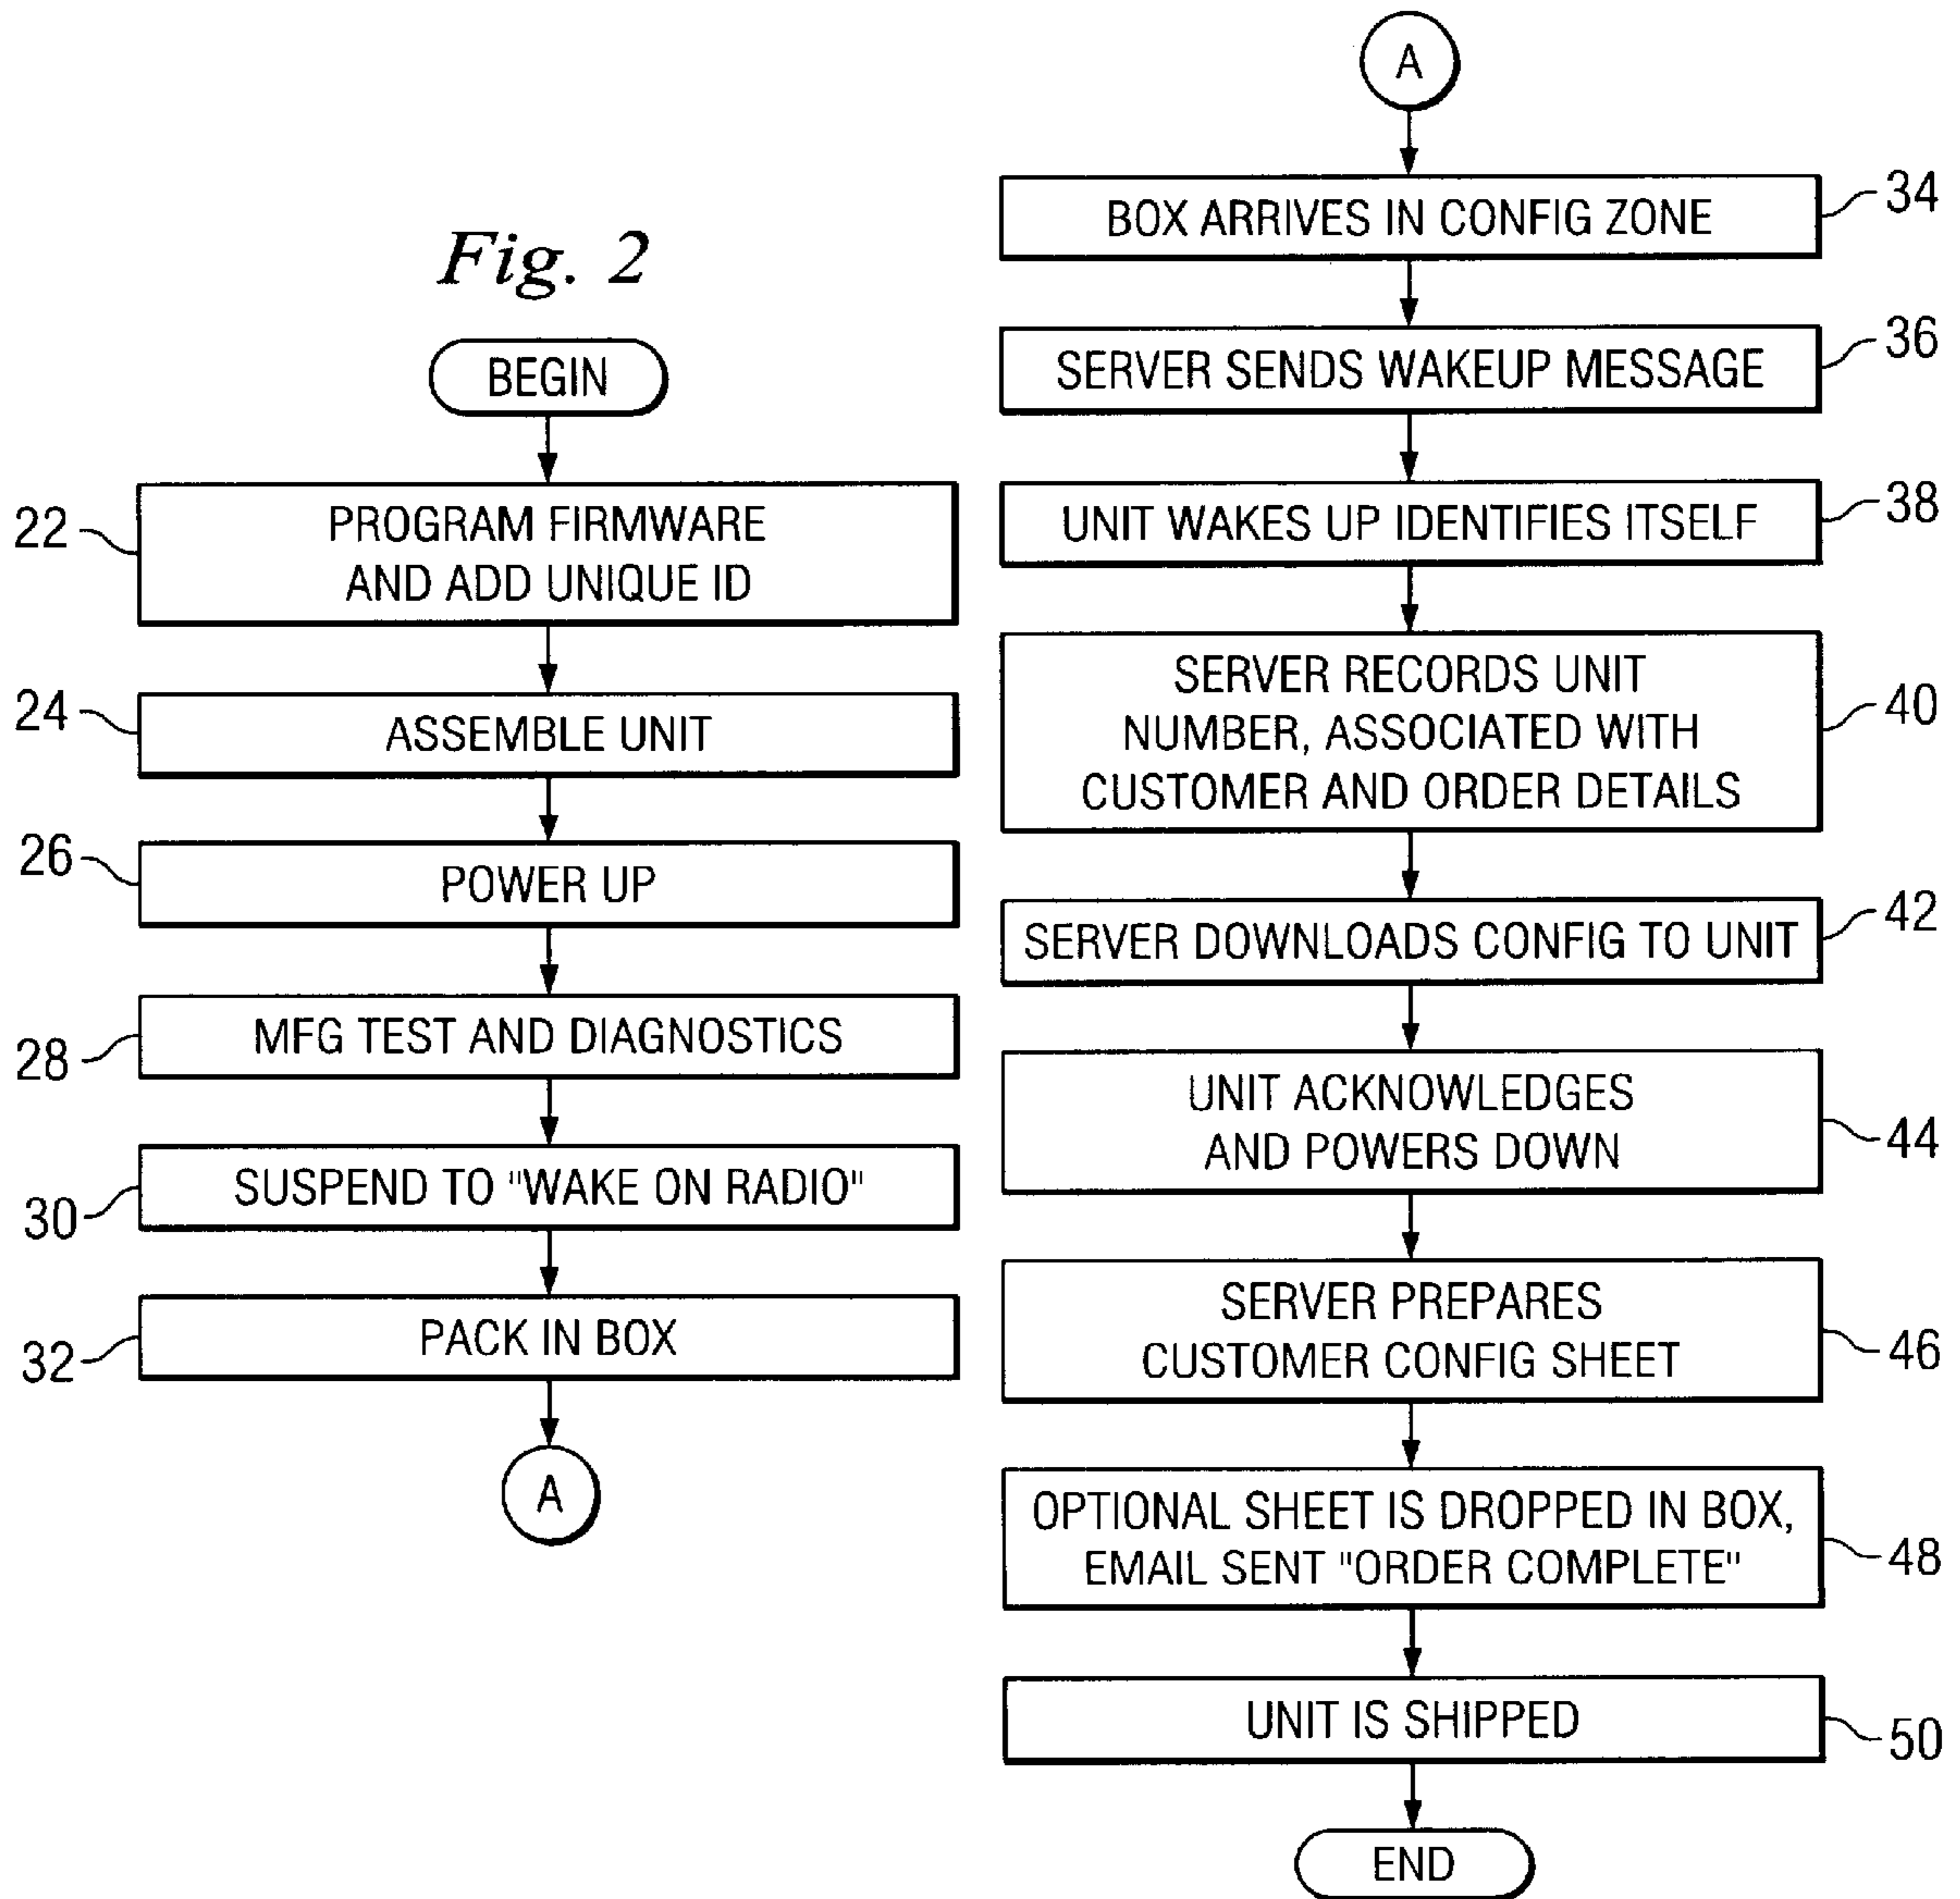 Fig. 2
BEGIN
22
PROGRAM FIRMWARE
AND ADD UNIQUE ID
24
ASSEMBLE UNIT
26
POWER UP
28
MFG TEST AND DIAGNOSTICS
30
SUSPEND TO "WAKE ON RADIO"
32
PACK IN BOX
A
A
BOX ARRIVES IN CONFIG ZONE
34
SERVER SENDS WAKEUP MESSAGE
36
UNIT WAKES UP IDENTIFIES ITSELF
38
SERVER RECORDS UNIT
NUMBER, ASSOCIATED WITH
CUSTOMER AND ORDER DETAILS
40
SERVER DOWNLOADS CONFIG TO UNIT
42
UNIT ACKNOWLEDGES
AND POWERS DOWN
44
SERVER PREPARES
CUSTOMER CONFIG SHEET
46
OPTIONAL SHEET IS DROPPED IN BOX,
EMAIL SENT "ORDER COMPLETE"
48
UNIT IS SHIPPED
50
END